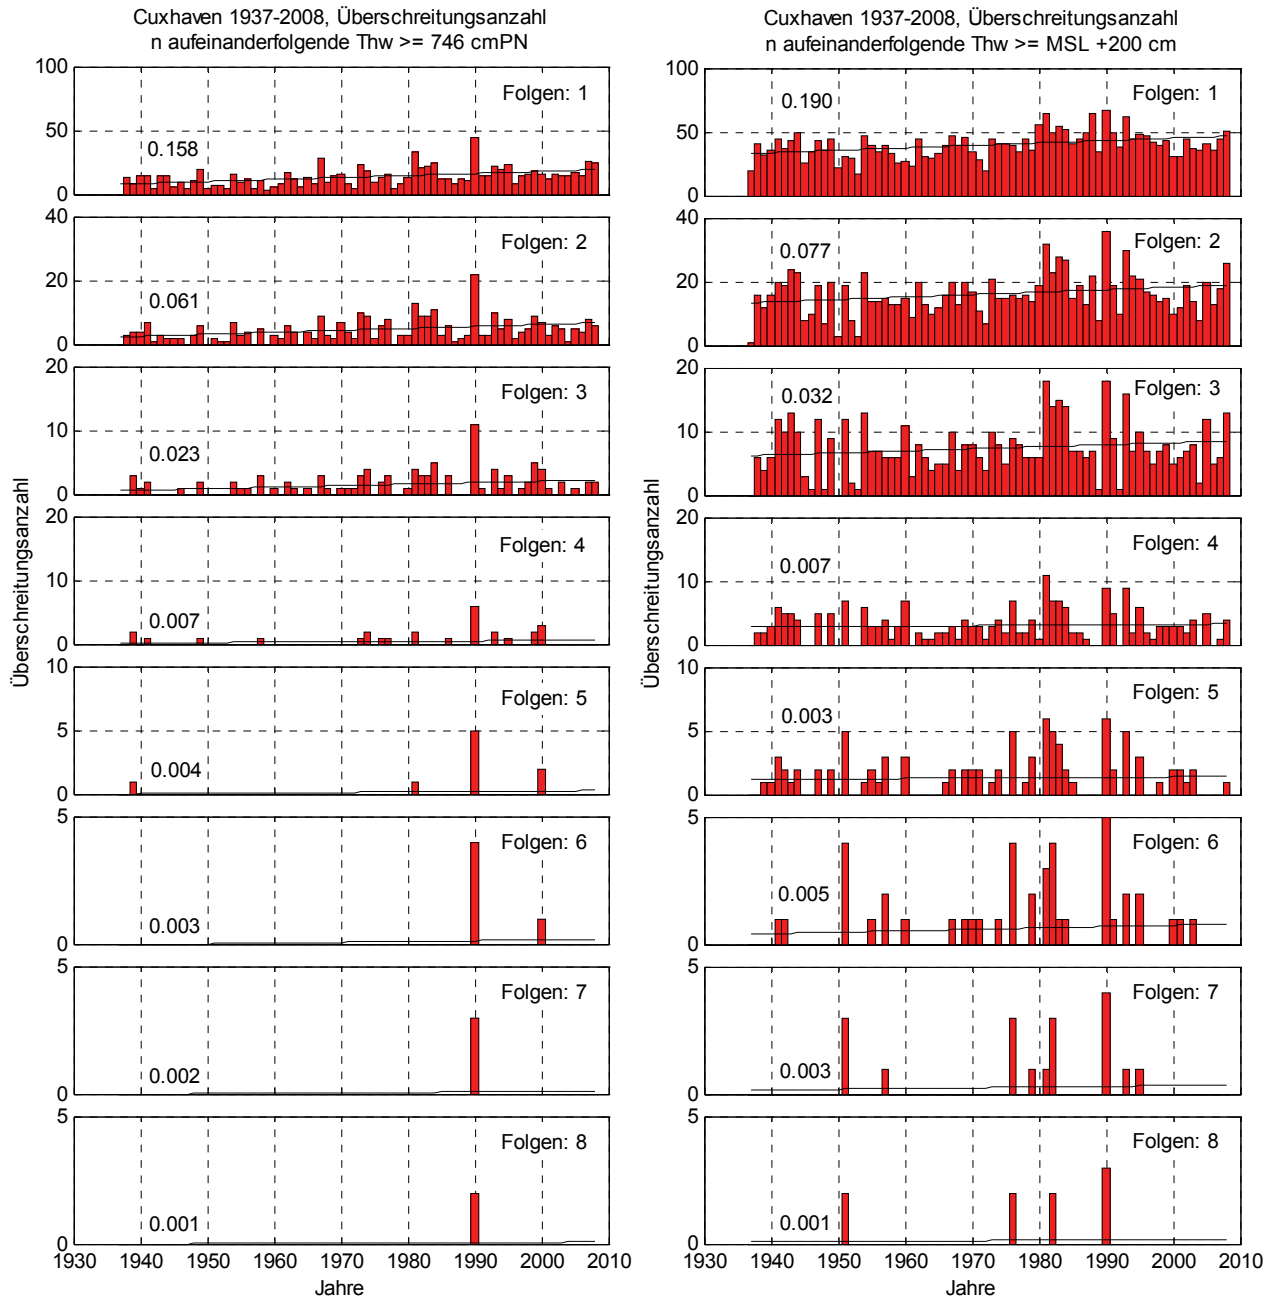 Cuxhaven 1937-2008, Überschreitungsanzahl
n aufeinanderfolgende Thw >= 746 cmPN
100
50
0
0.158
Folgen: 1
40
20
0
0.061
Folgen: 2
20
10
0
0.023
Folgen: 3
20
10
0
0.007
Folgen: 4
10
5
0
0.004
Folgen: 5
5
0
0.003
Folgen: 6
5
0
0.002
Folgen: 7
5
0
0.001
Folgen: 8
1930 1940 1950 1960 1970 1980 1990 2000 2010
Jahre
Überschreitungsanzahl
Cuxhaven 1937-2008, Überschreitungsanzahl
n aufeinanderfolgende Thw >= MSL +200 cm
100
50
0
0.190
Folgen: 1
40
20
0
0.077
Folgen: 2
20
10
0
0.032
Folgen: 3
20
10
0
0.007
Folgen: 4
10
5
0
0.003
Folgen: 5
5
0
0.005
Folgen: 6
5
0
0.003
Folgen: 7
5
0
0.001
Folgen: 8
1930 1940 1950 1960 1970 1980 1990 2000 2010
Jahre
Überschreitungsanzahl